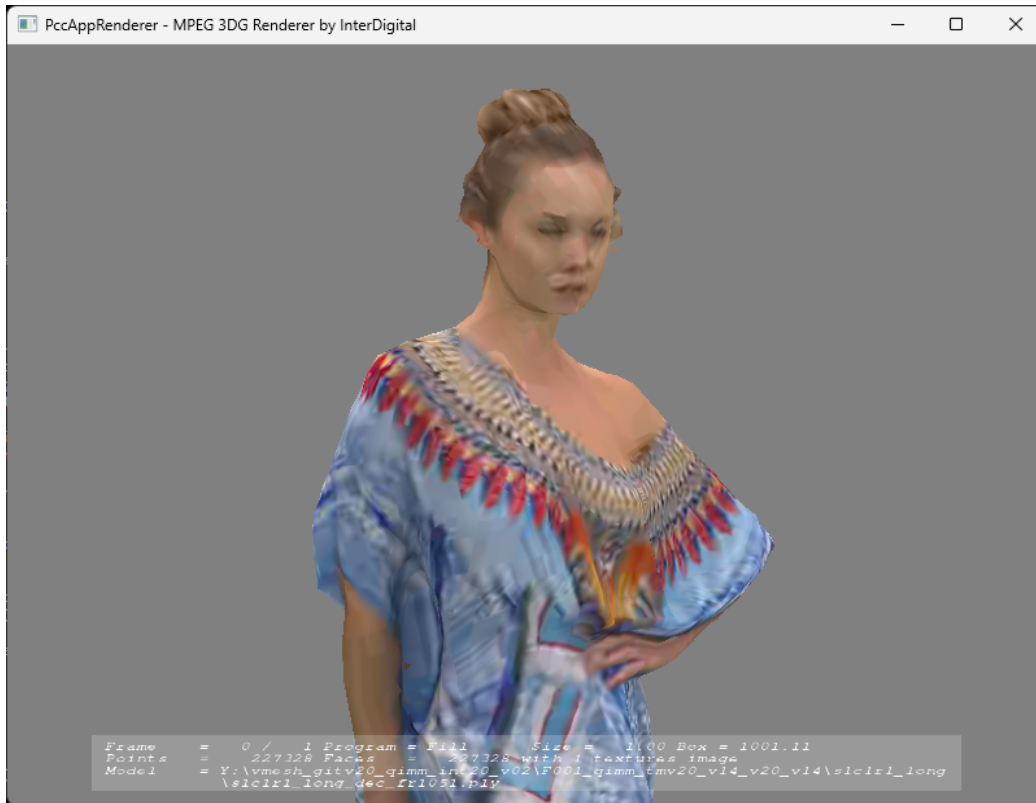 PccAppRenderer - MPEG 3DG Renderer by InterDigital
Frame = 0 / 1 Program = Fill Size = 1.00 Box = 1001.11
Points = 227328 Faces = 227328 with 1 textures image
Model = Y:\vmesh_gitv20_qimm_int20_v02\F001_qimm_tmv20_v14_v20_v14\s1c1r1_long
\s1c1r1_long_dec_fr1051.ply